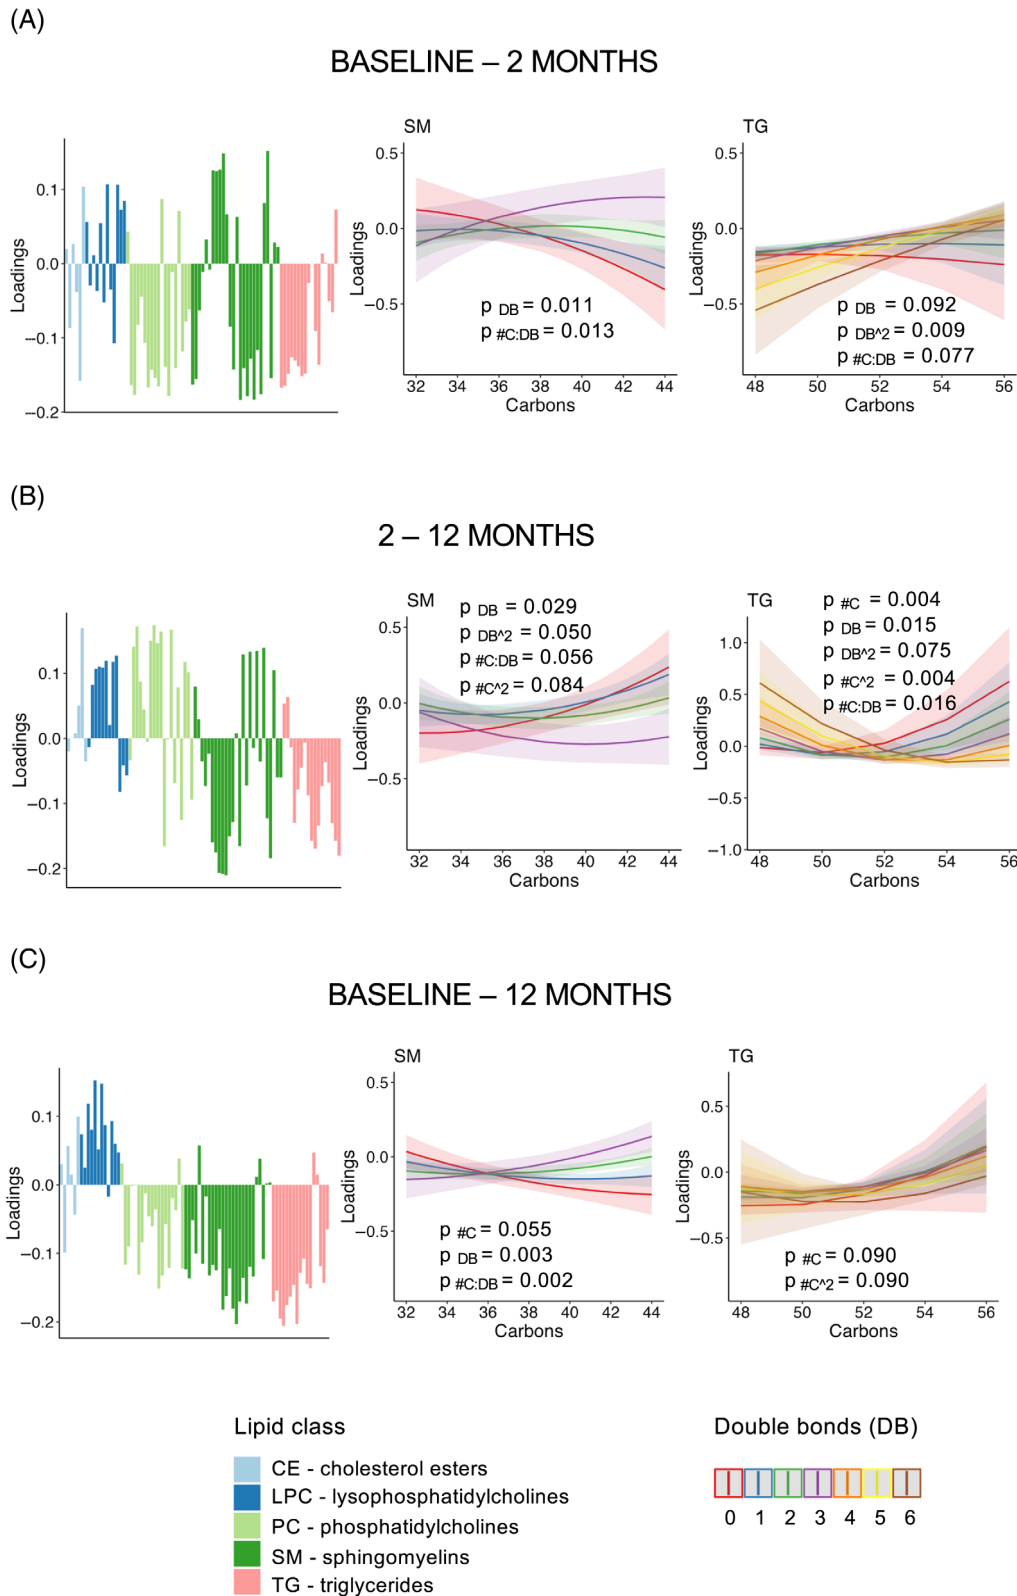 (A)
BASELINE – 2 MONTHS
SM
TG
0.1
0.0
–0.1
–0.2
Loadings
0.5
0.0
–0.5
Loadings
p DB = 0.011
p #C:DB = 0.013
32 34 36 38 40 42 44
Carbons
0.5
0.0
–0.5
Loadings
p DB = 0.092
p DB^2 = 0.009
p #C:DB = 0.077
48 50 52 54 56
Carbons
(B)
2 – 12 MONTHS
0.1
0.0
–0.1
–0.2
Loadings
SM
p DB = 0.029
p DB^2 = 0.050
p #C:DB = 0.056
p #C^2 = 0.084
0.5
0.0
–0.5
Loadings
32 34 36 38 40 42 44
Carbons
TG
p #C = 0.004
p DB = 0.015
p DB^2 = 0.075
p #C^2 = 0.004
p #C:DB = 0.016
1.0
0.5
0.0
–0.5
–1.0
Loadings
48 50 52 54 56
Carbons
(C)
BASELINE – 12 MONTHS
0.1
0.0
–0.1
–0.2
Loadings
SM
0.5
0.0
–0.5
Loadings
p #C = 0.055
p DB = 0.003
p #C:DB = 0.002
32 34 36 38 40 42 44
Carbons
TG
0.5
0.0
–0.5
Loadings
p #C = 0.090
p #C^2 = 0.090
48 50 52 54 56
Carbons
Lipid class
CE - cholesterol esters
LPC - lysophosphatidylcholines
PC - phosphatidylcholines
SM - sphingomyelins
TG - triglycerides
Double bonds (DB)
0 1 2 3 4 5 6